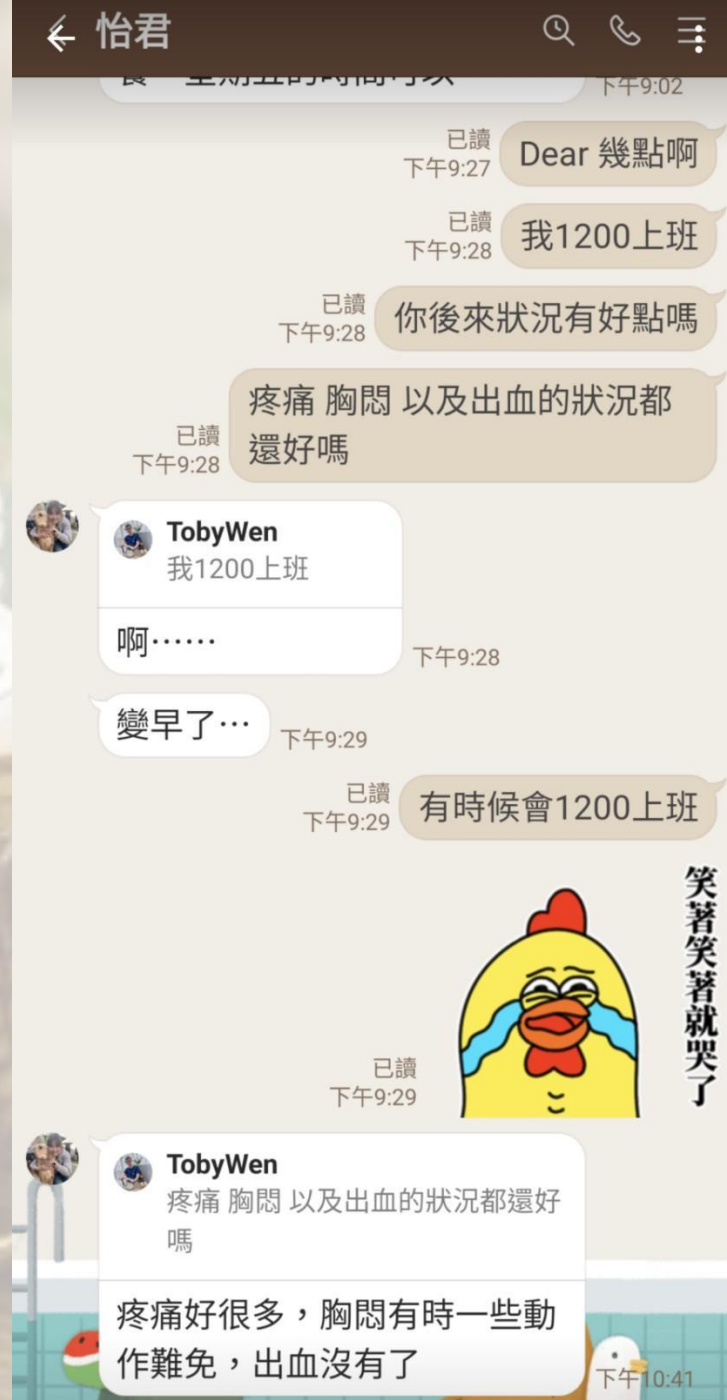 怡君
下午9:02
已讀
下午9:27
Dear 幾點啊
已讀
下午9:28
我1200上班
已讀
下午9:28
你後來狀況有好點嗎
疼痛 胸悶 以及出血的狀況都
還好嗎
已讀
下午9:28
TobyWen
我1200上班
啊⋯⋯
下午9:28
變早了⋯
下午9:29
已讀
下午9:29
有時候會1200上班
笑著笑著就哭了
已讀
下午9:29
TobyWen
疼痛 胸悶 以及出血的狀況都還好
嗎
疼痛好很多，胸悶有時一些動
作難免，出血沒有了
下午10:41